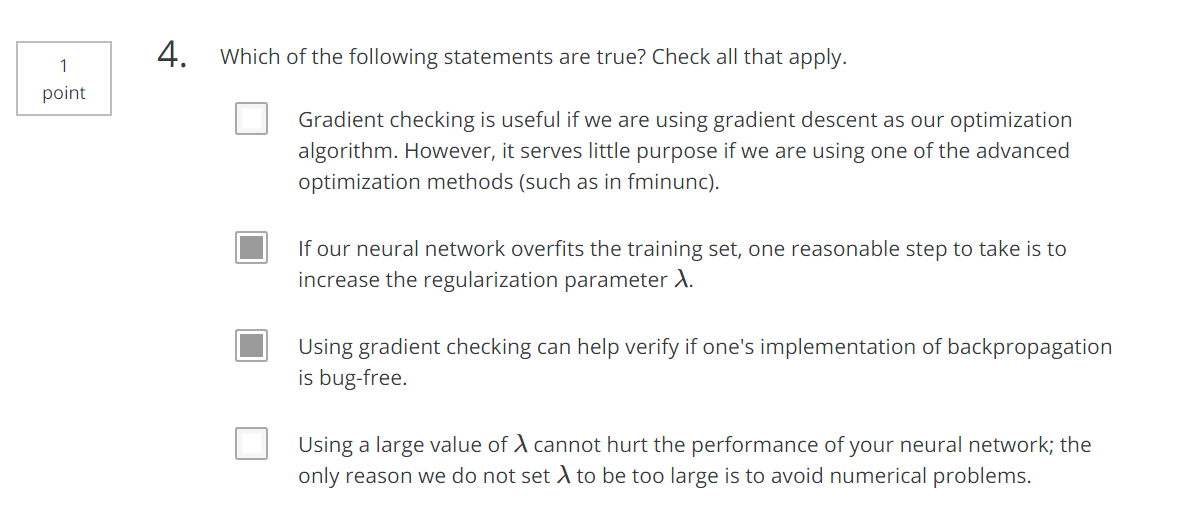 1
point
4.
Which of the following statements are true? Check all that apply.
Gradient checking is useful if we are using gradient descent as our optimization
algorithm. However, it serves little purpose if we are using one of the advanced
optimization methods (such as in fminunc).
If our neural network overfits the training set, one reasonable step to take is to
increase the regularization parameter λ.
Using gradient checking can help verify if one's implementation of backpropagation
is bug-free.
Using a large value of λ cannot hurt the performance of your neural network; the
only reason we do not set λ to be too large is to avoid numerical problems.